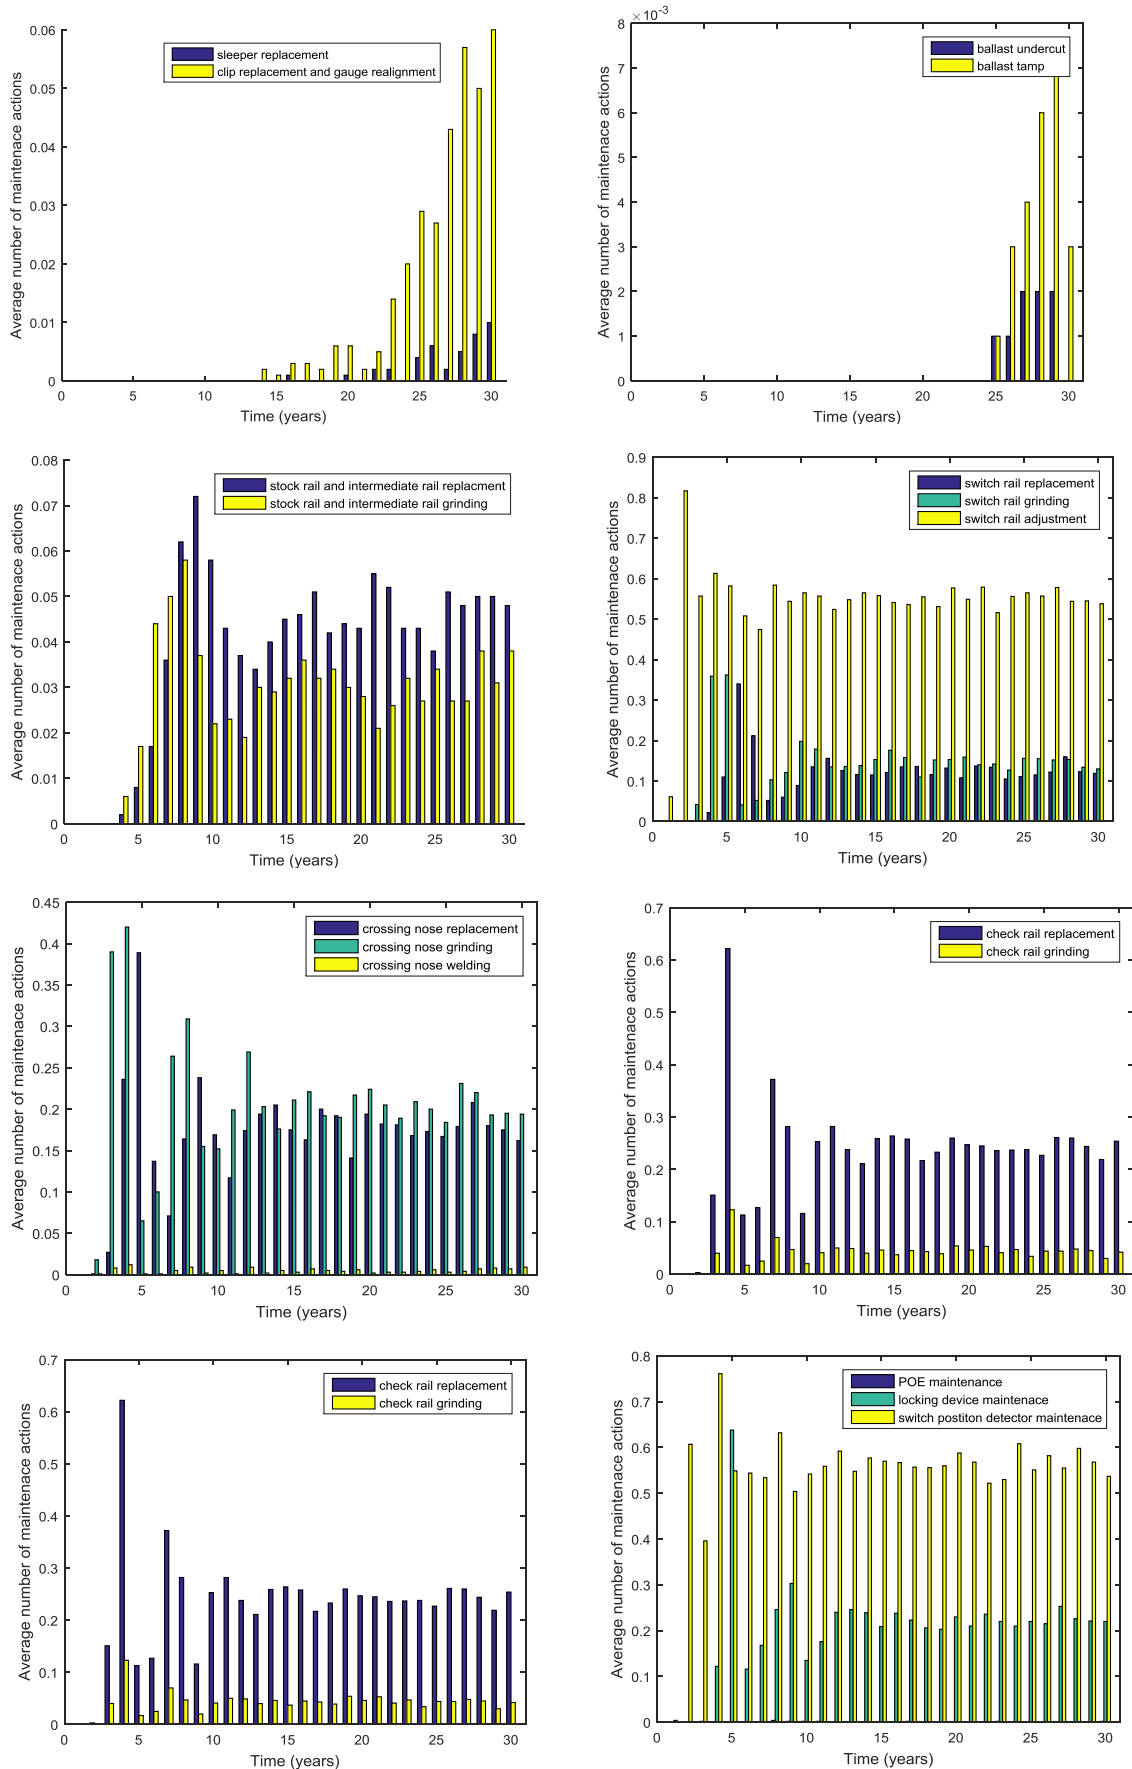 0.06
0.05
0.04
0.03
0.02
0.01
0
Average number of maintenace actions
sleeper replacement
clip replacement and gauge realignment
0 5 10 15 20 25 30
Time (years)
×10⁻³
8
7
6
5
4
3
2
1
0
Average number of maintenace actions
ballast undercut
ballast tamp
0 5 10 15 20 25 30
Time (years)
0.08
0.07
0.06
0.05
0.04
0.03
0.02
0.01
0
Average number of maintenace actions
stock rail and intermediate rail replacment
stock rail and intermediate rail grinding
0 5 10 15 20 25 30
Time (years)
0.9
0.8
0.7
0.6
0.5
0.4
0.3
0.2
0.1
0
Average number of maintenace actions
switch rail replacement
switch rail grinding
switch rail adjustment
0 5 10 15 20 25 30
Time (years)
0.45
0.4
0.35
0.3
0.25
0.2
0.15
0.1
0.05
0
Average number of maintenace actions
crossing nose replacement
crossing nose grinding
crossing nose welding
0 5 10 15 20 25 30
Time (years)
0.7
0.6
0.5
0.4
0.3
0.2
0.1
0
Average number of maintenace actions
check rail replacement
check rail grinding
0 5 10 15 20 25 30
Time (years)
0.7
0.6
0.5
0.4
0.3
0.2
0.1
0
Average number of maintenace actions
check rail replacement
check rail grinding
0 5 10 15 20 25 30
Time (years)
0.8
0.7
0.6
0.5
0.4
0.3
0.2
0.1
0
Average number of maintenace actions
POE maintenance
locking device maintenace
switch postiton detector maintenace
0 5 10 15 20 25 30
Time (years)